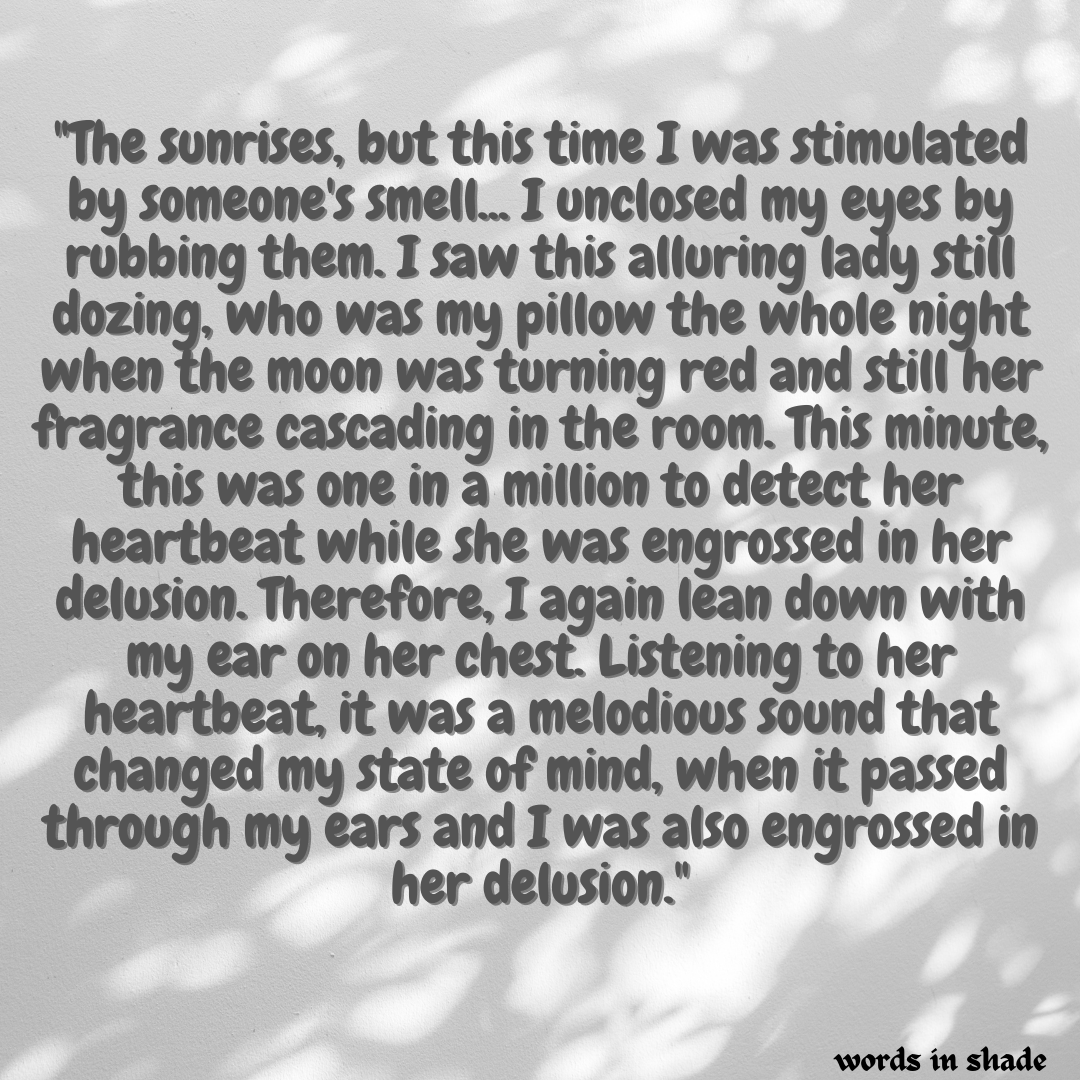 "The sunrises, but this time I was stimulated
by someone's smell... I unclosed my eyes by
rubbing them. I saw this alluring lady still
dozing, who was my pillow the whole night
when the moon was turning red and still her
fragrance cascading in the room. This minute,
this was one in a million to detect her
heartbeat while she was engrossed in her
delusion. Therefore, I again lean down with
my ear on her chest. Listening to her
heartbeat, it was a melodious sound that
changed my state of mind, when it passed
through my ears and I was also engrossed in
her delusion."
words in shade